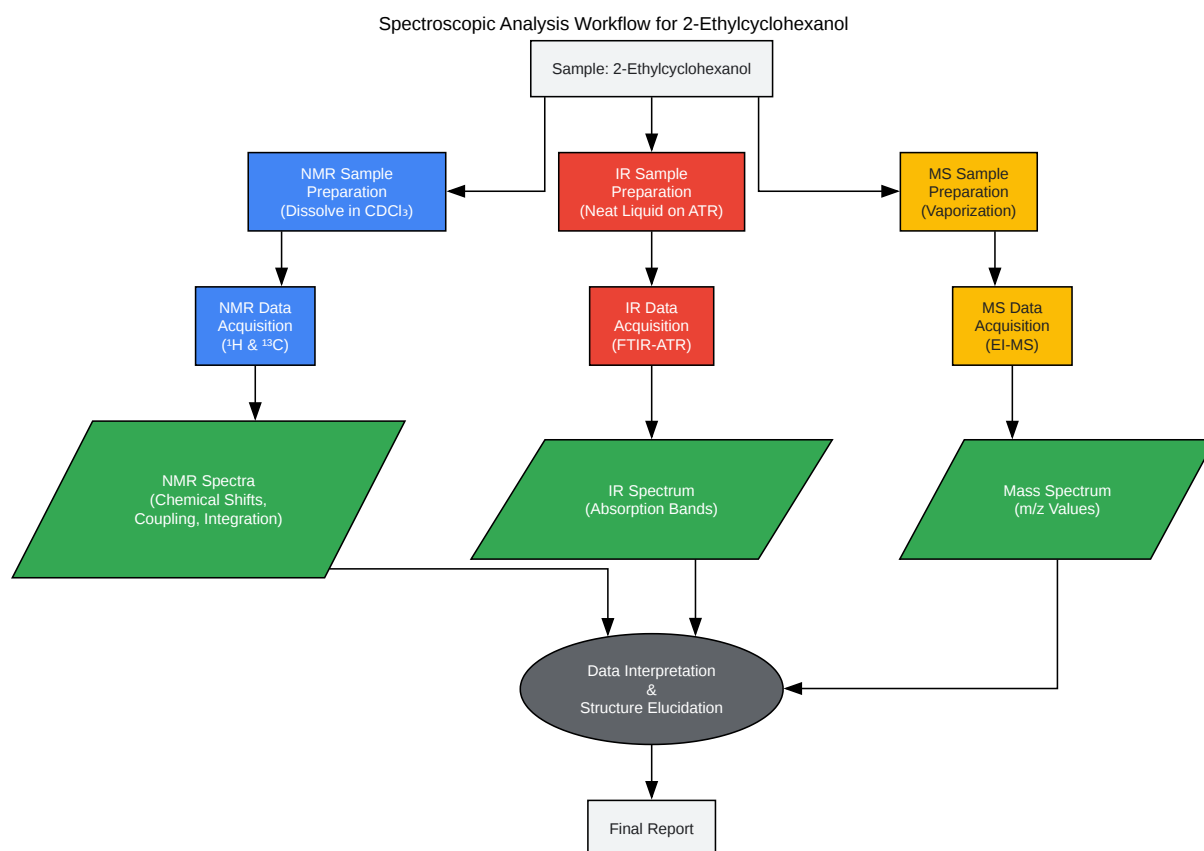 Spectroscopic Analysis Workflow for 2-Ethylcyclohexanol
Sample: 2-Ethylcyclohexanol
NMR Sample
Preparation
(Dissolve in CDCl₃)
IR Sample
Preparation
(Neat Liquid on ATR)
MS Sample
Preparation
(Vaporization)
NMR Data
Acquisition
(¹H & ¹³C)
IR Data
Acquisition
(FTIR-ATR)
MS Data
Acquisition
(EI-MS)
NMR Spectra
(Chemical Shifts,
Coupling, Integration)
IR Spectrum
(Absorption Bands)
Mass Spectrum
(m/z Values)
Data Interpretation
&
Structure Elucidation
Final Report